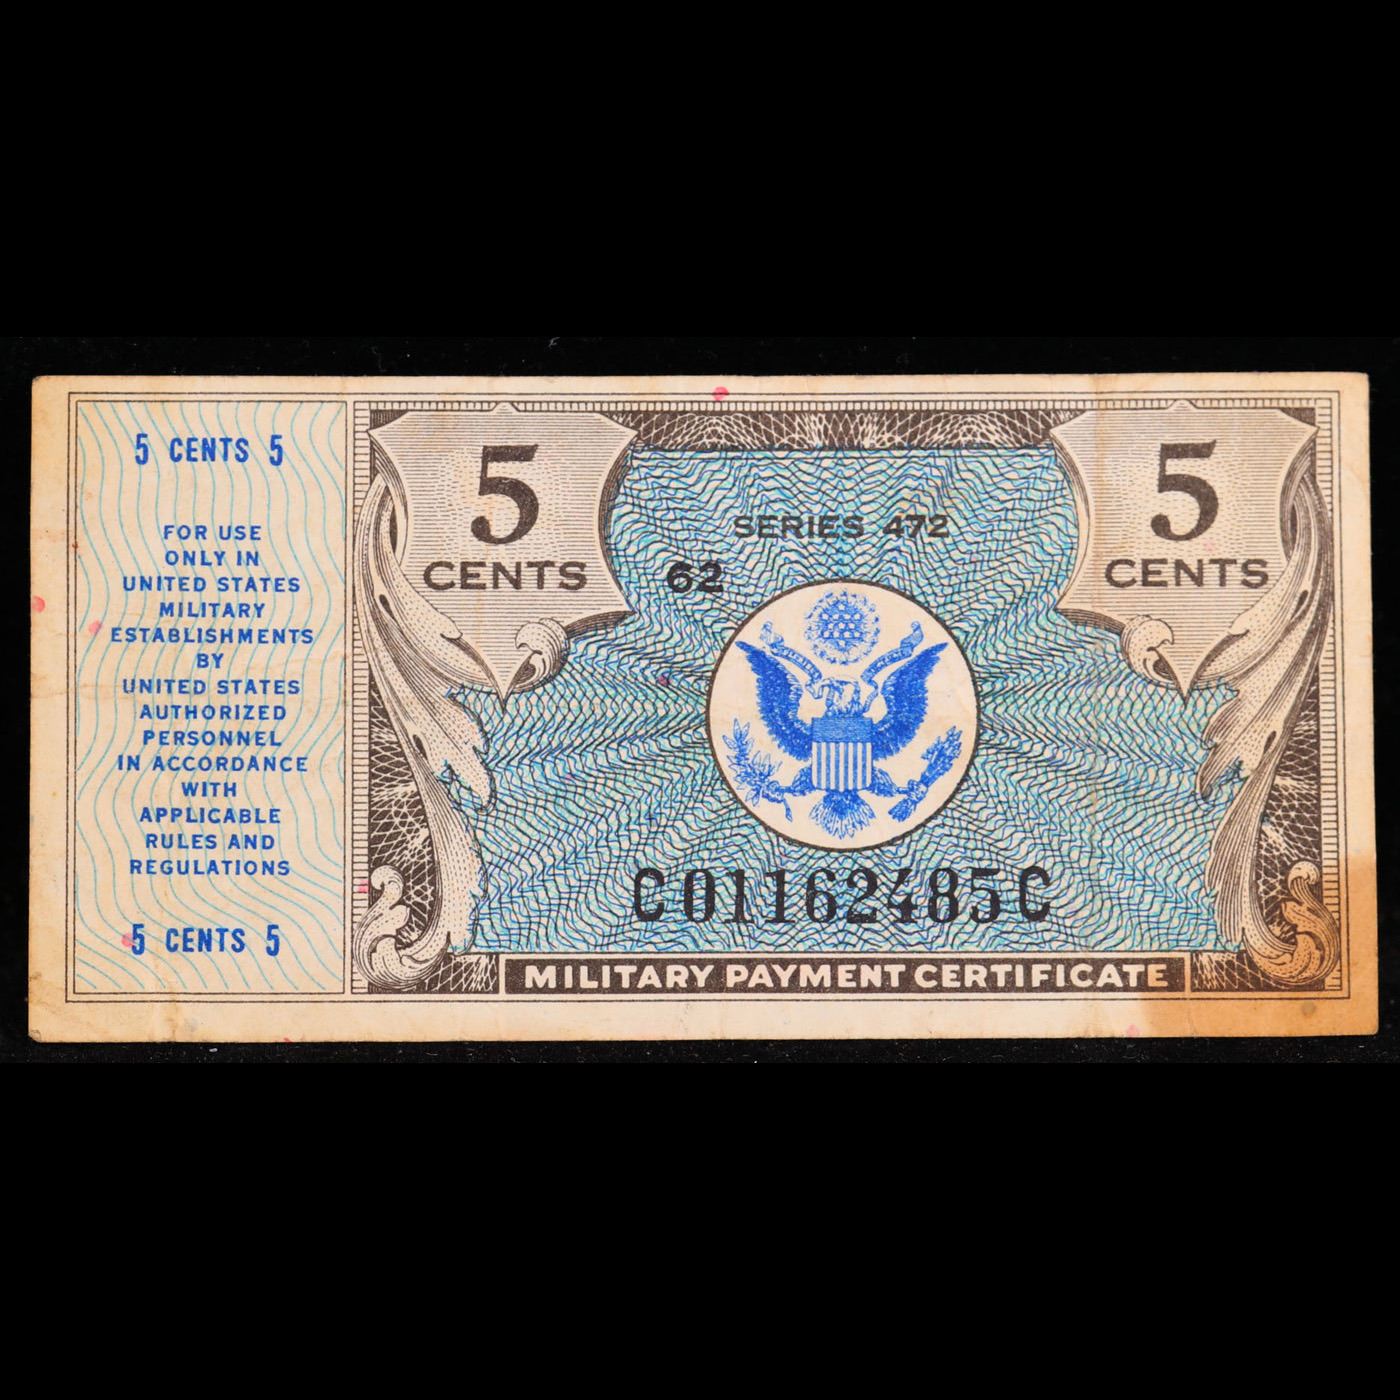 5 CENTS 5
FOR USE
ONLY IN
UNITED STATES
MILITARY
ESTABLISHMENTS
BY
UNITED STATES
AUTHORIZED
PERSONNEL
IN ACCORDANCE
WITH
APPLICABLE
RULES AND
REGULATIONS
5 CENTS 5
5
CENTS
SERIES 472
62
C01162485C
MILITARY PAYMENT CERTIFICATE
5
CENTS